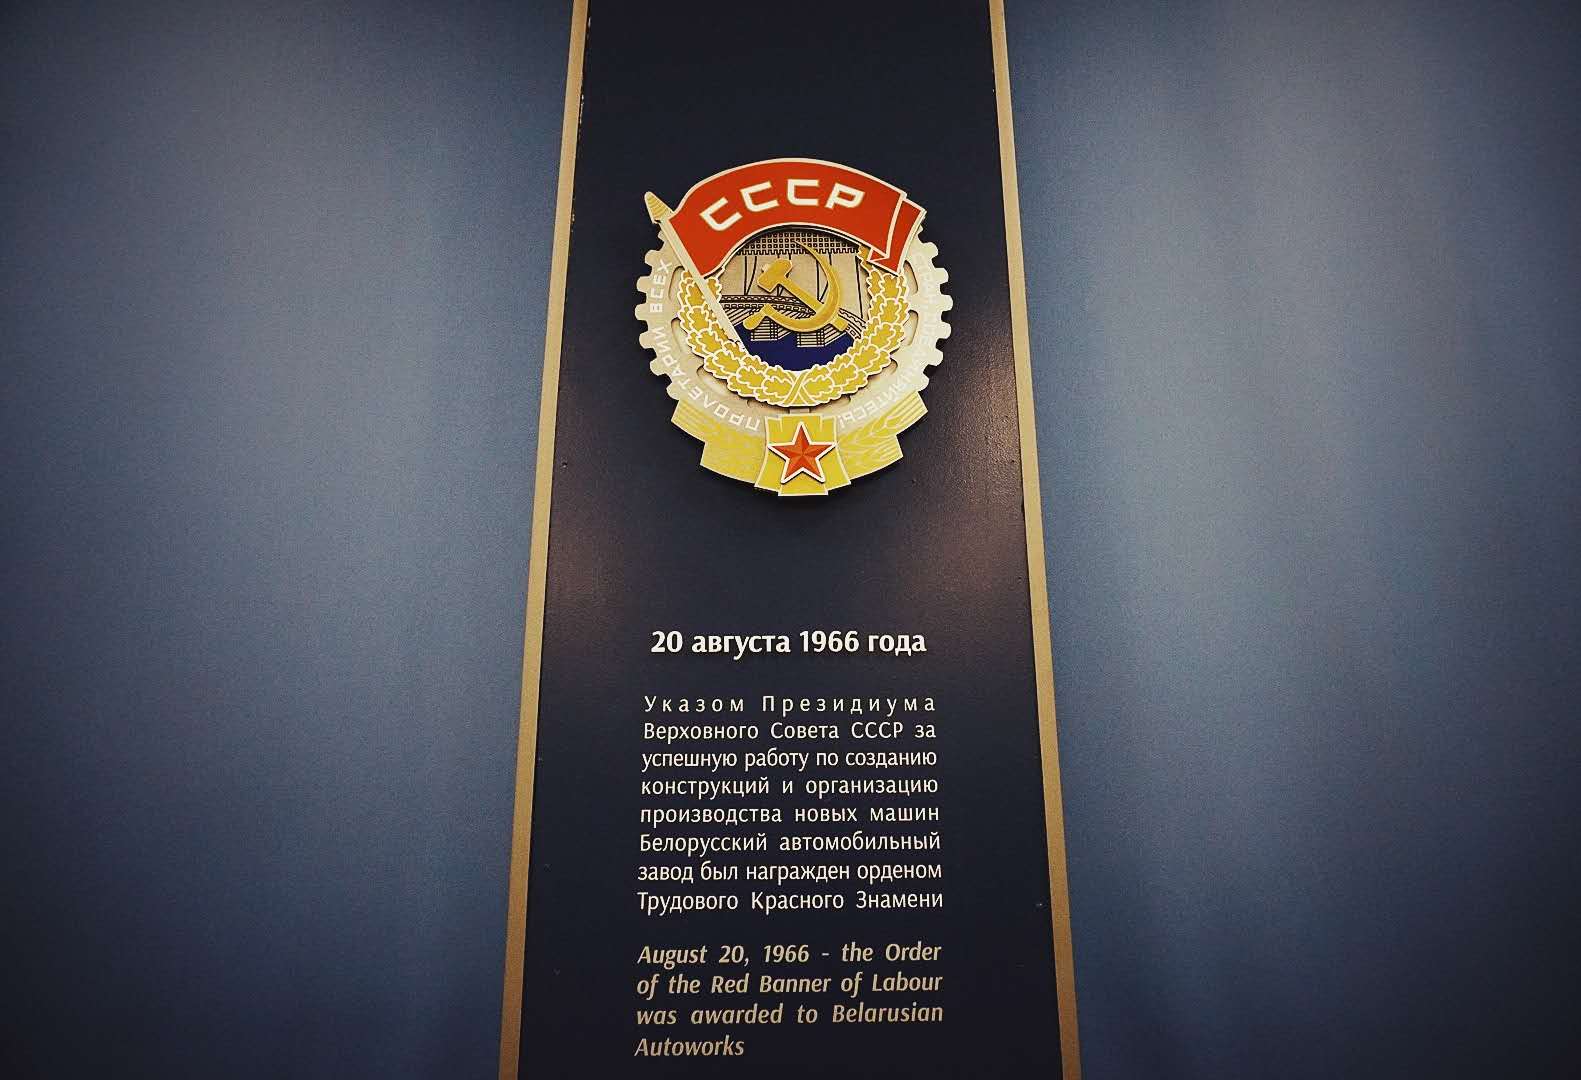 СССР
ПРОЛЕТАРИИ ВСЕХ
СОЕДИНЯЙТЕСЬ!
20 августа 1966 года
Указом Президиума
Верховного Совета СССР за
успешную работу по созданию
конструкций и организацию
производства новых машин
Белорусский автомобильный
завод был награжден орденом
Трудового Красного Знамени
August 20, 1966 - the Order
of the Red Banner of Labour
was awarded to Belarusian
Autoworks